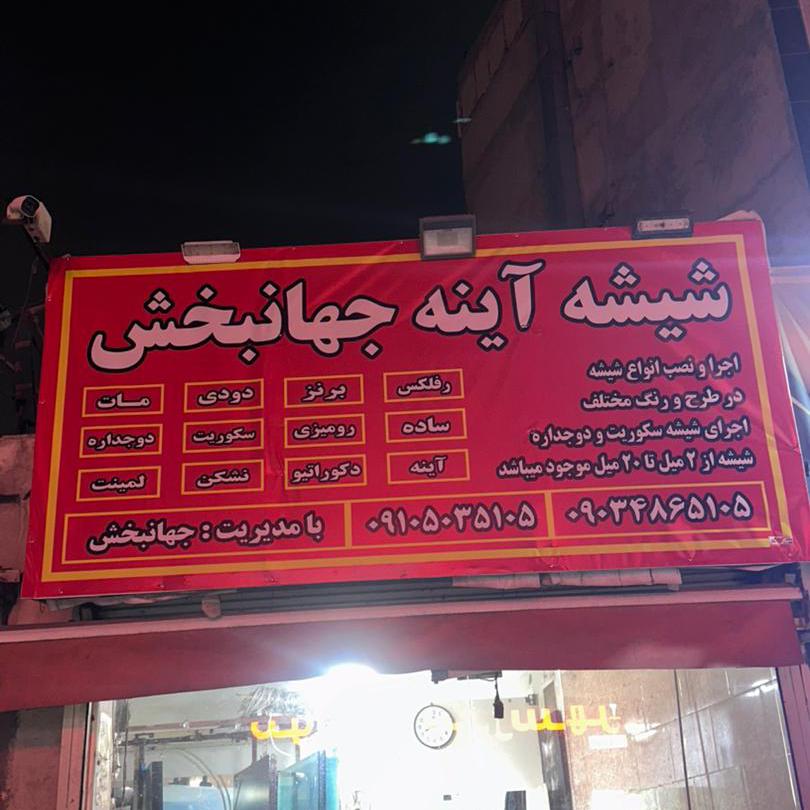 شیشه آینه جهانبخش
اجرا و نصب انواع شیشه
در طرح و رنگ مختلف
اجرای شیشه سکوریت و دوجداره
شیشه از ۲ میل تا ۲۰ میل موجود میباشد
رفلکس برنز دودی مـات
ساده رومیزی سکوریت دوجداره
آینه دکوراتیو نشکن لمینت
۰۹۰۳۴۸۶۵۱۰۵ ۰۹۱۰۵۰۳۵۱۰۵ با مدیریت : جهانبخش